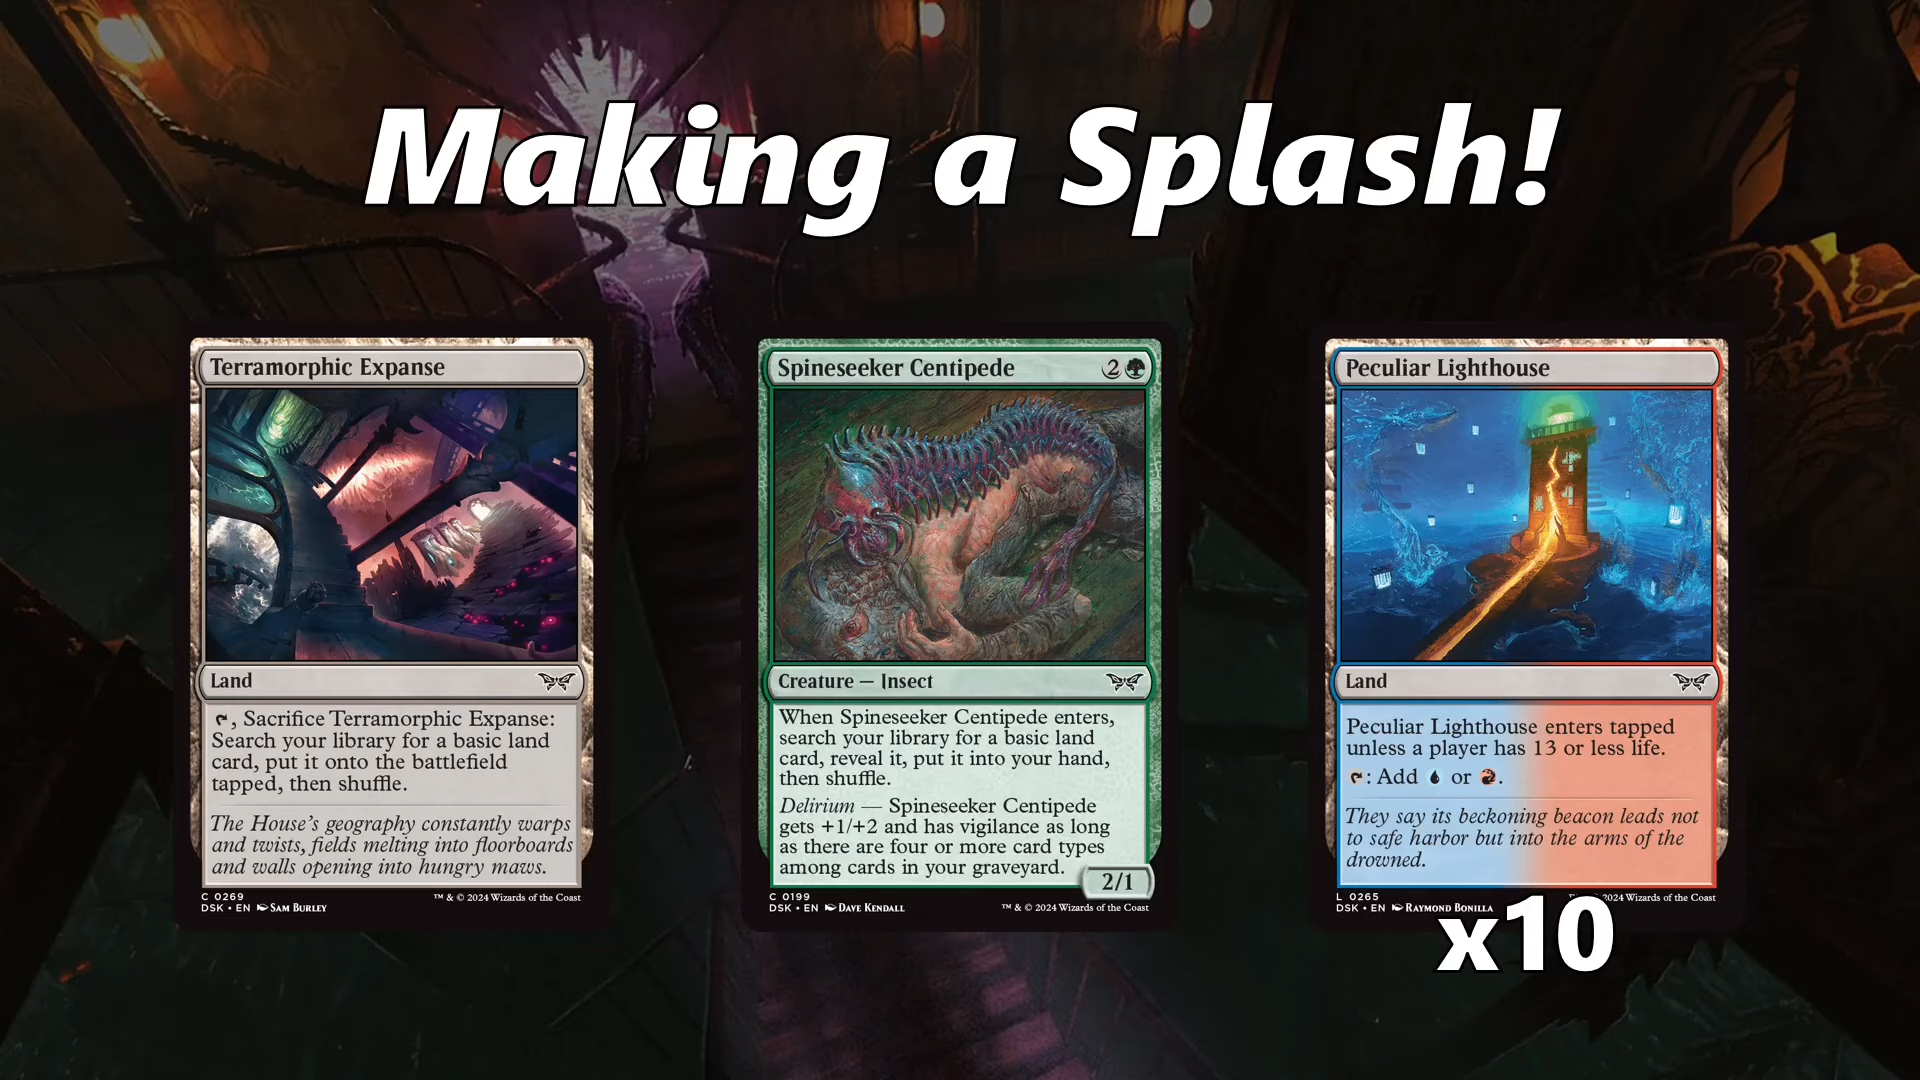 Making a Splash!
Terramorphic Expanse
Land
, Sacrifice Terramorphic Expanse:
Search your library for a basic land
card, put it onto the battlefield
tapped, then shuffle.
The House's geography constantly warps
and twists, fields melting into floorboards
and walls opening into hungry maws.
C 0269
DSK • EN SAM BURLEY
™ & © 2024 Wizards of the Coast
Spineseeker Centipede 2
Creature — Insect
When Spineseeker Centipede enters,
search your library for a basic land
card, reveal it, put it into your hand,
then shuffle.
Delirium — Spineseeker Centipede
gets +1/+2 and has vigilance as long
as there are four or more card types
among cards in your graveyard.
2/1
C 0199
DSK • EN DAVE KENDALL
™ & © 2024 Wizards of the Coast
Peculiar Lighthouse
Land
Peculiar Lighthouse enters tapped
unless a player has 13 or less life.
: Add or .
They say its beckoning beacon leads not
to safe harbor but into the arms of the
drowned.
L 0265
DSK • EN RAYMOND BONILLA
2024 Wizards of the Coast
x10